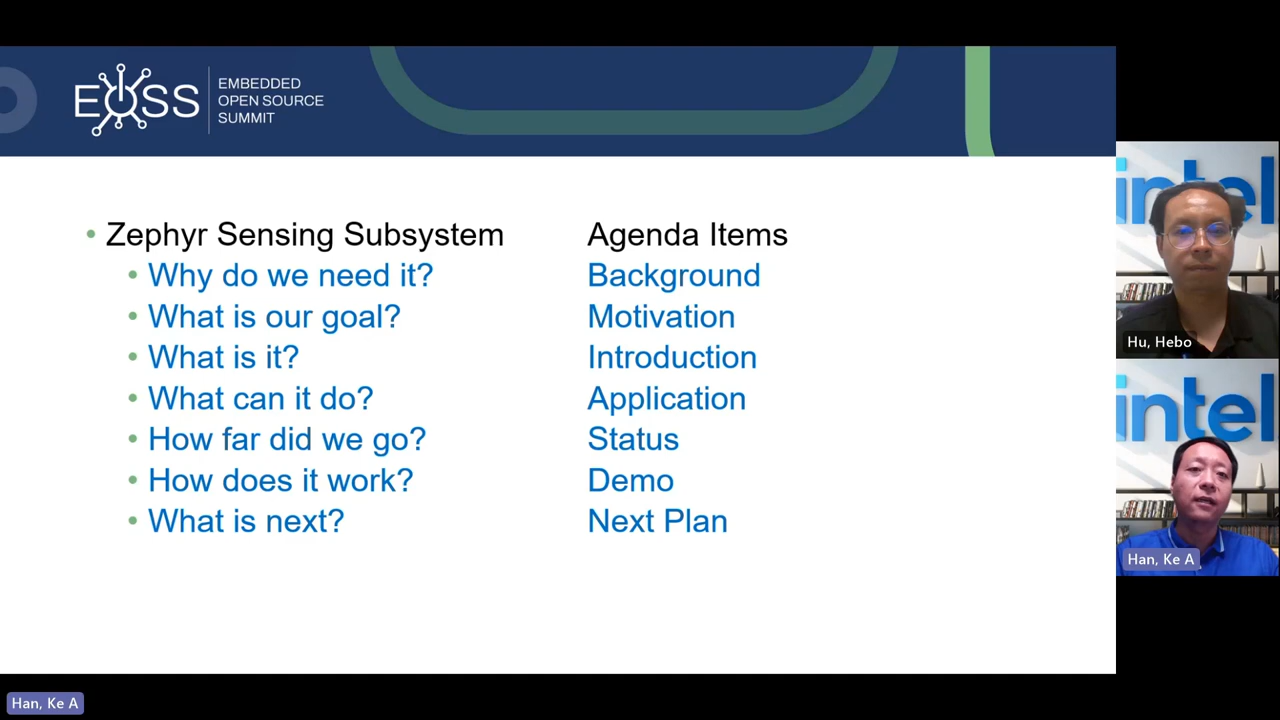 EOSS
EMBEDDED
OPEN SOURCE
SUMMIT
• Zephyr Sensing Subsystem Agenda Items
• Why do we need it? Background
• What is our goal? Motivation
• What is it? Introduction
• What can it do? Application
• How far did we go? Status
• How does it work? Demo
• What is next? Next Plan
intel
Hu, Hebo
intel
Han, Ke A
Han, Ke A